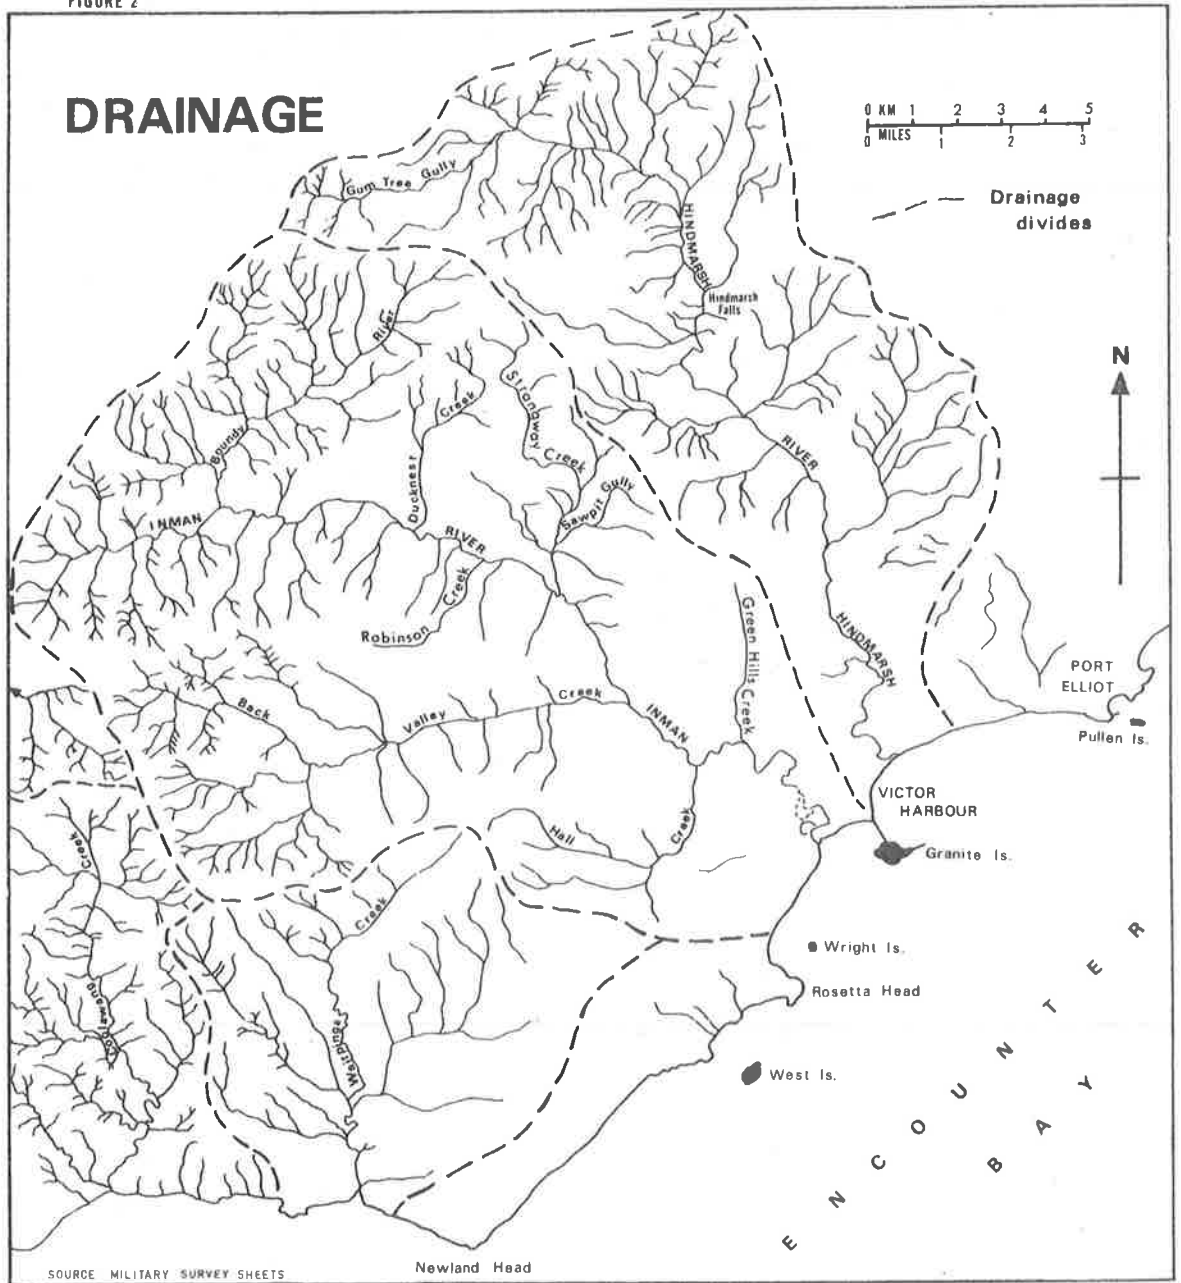 FIGURE 2
DRAINAGE
0 KM 1 2 3 4 5
0 MILES 1 2 3
Drainage
divides
Gum Tree Gully
HINDMARSH
Hindmarsh
Falls
River
N
Strangway
Creek
Creek
Ducknest
Boundy
RIVER
Sawpit Gully
INMAN
RIVER
Creek
Robinson
Green Hills Creek
HINDMARSH
PORT
ELLIOT
Back
Valley
Creek
INMAN
Pullen Is.
VICTOR
HARBOUR
Creek
Hall
Creek
Granite Is.
Creek
Wright Is.
Rosetta Head
Waitpinga
West Is.
ENCOUNTER
BAY
Newland Head
SOURCE MILITARY SURVEY SHEETS